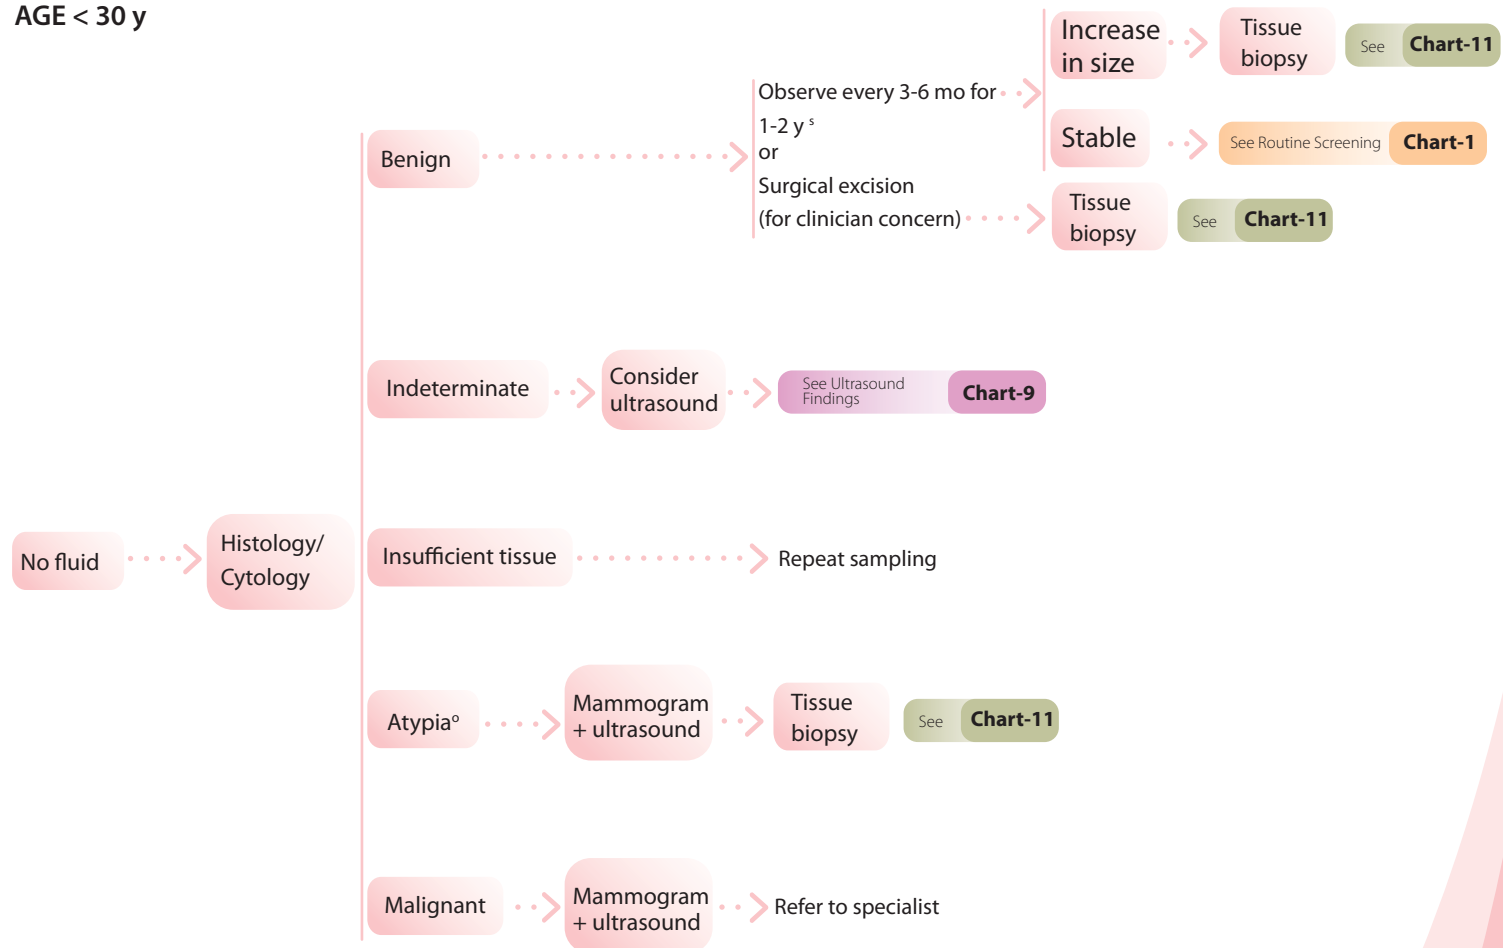 AGE < 30 y
No fluid
Histology/
Cytology
Benign
Observe every 3-6 mo for
1-2 y ˢ
or
Surgical excision
(for clinician concern)
Increase
in size
Tissue
biopsy
See Chart-11
Stable
See Routine Screening Chart-1
Tissue
biopsy
See Chart-11
Indeterminate
Consider
ultrasound
See Ultrasound
Findings
Chart-9
Insufficient tissue
Repeat sampling
Atypiaᵒ
Mammogram
+ ultrasound
Tissue
biopsy
See Chart-11
Malignant
Mammogram
+ ultrasound
Refer to specialist